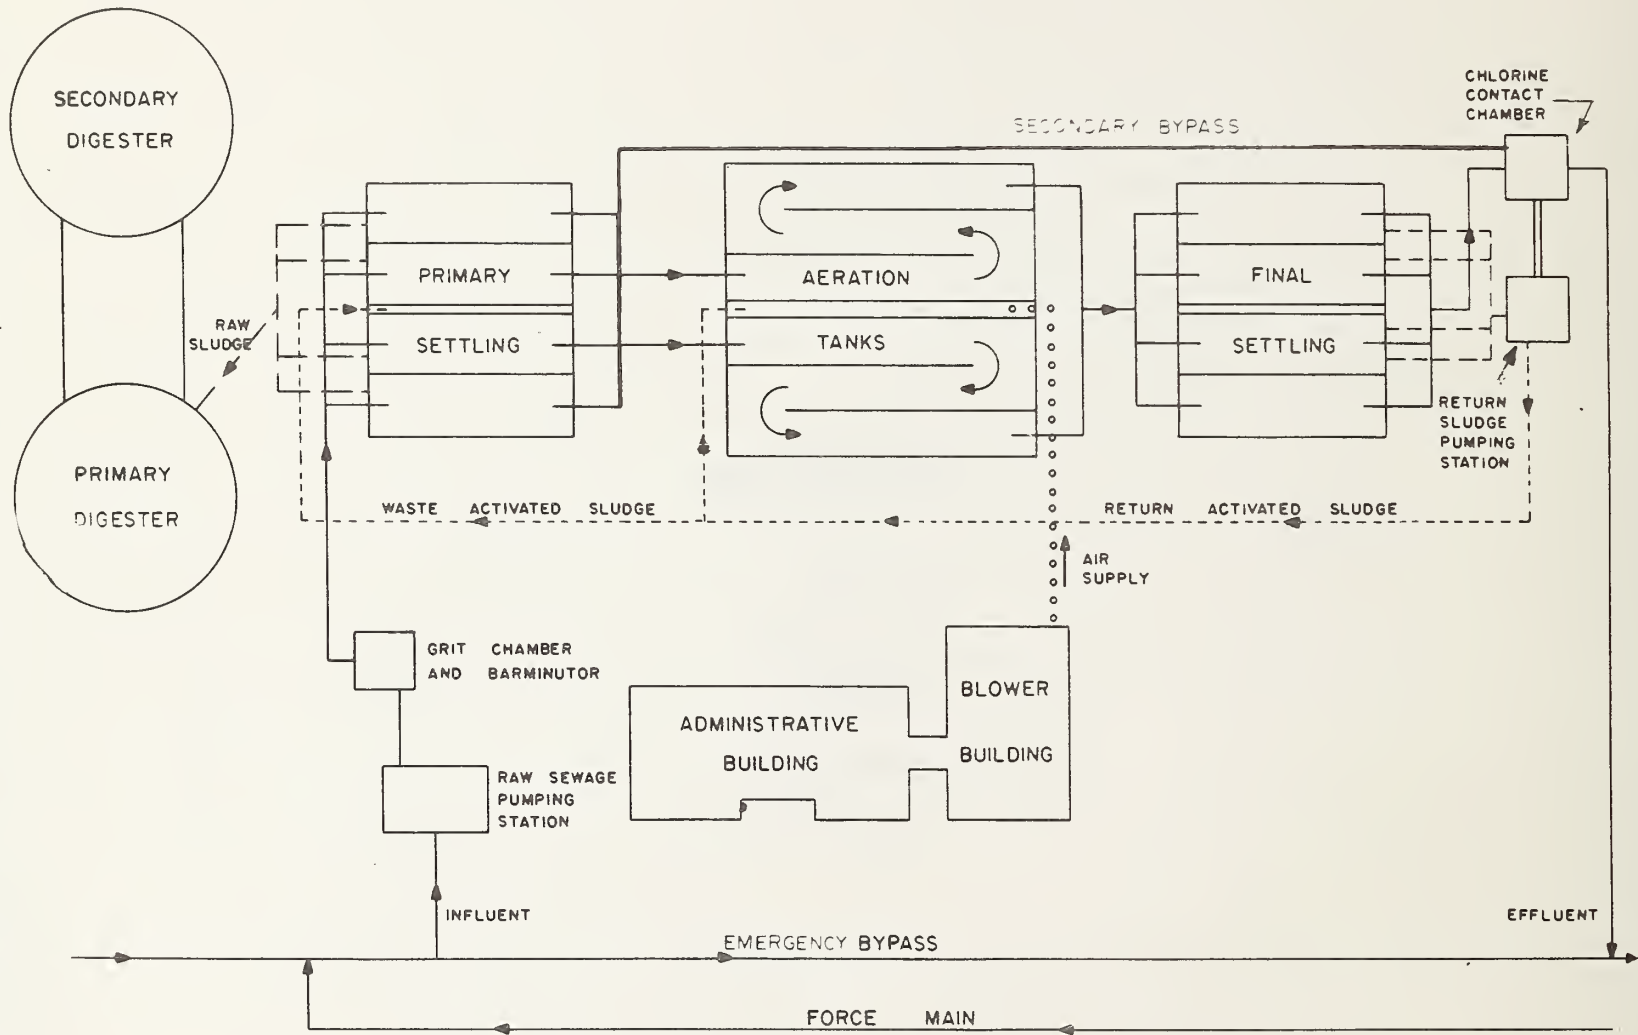 SECONDARY
DIGESTER
RAW
SLUDGE
PRIMARY
DIGESTER
PRIMARY
SETTLING
SECONDARY BYPASS
AERATION
TANKS
FINAL
SETTLING
CHLORINE
CONTACT
CHAMBER
RETURN
SLUDGE
PUMPING
STATION
WASTE ACTIVATED SLUDGE
RETURN ACTIVATED SLUDGE
AIR
SUPPLY
GRIT CHAMBER
AND BARMINUTOR
RAW SEWAGE
PUMPING
STATION
ADMINISTRATIVE
BUILDING
BLOWER
BUILDING
INFLUENT
EFFLUENT
EMERGENCY BYPASS
FORCE MAIN